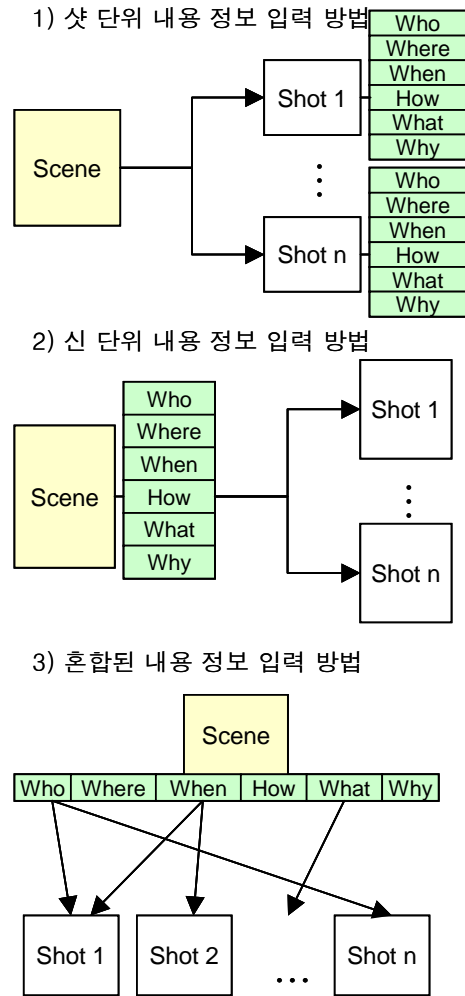 1) 샷 단위 내용 정보 입력 방법
Scene
Shot 1
Who
Where
When
How
What
Why
⋮
Shot n
Who
Where
When
How
What
Why
2) 신 단위 내용 정보 입력 방법
Scene
Who
Where
When
How
What
Why
Shot 1
⋮
Shot n
3) 혼합된 내용 정보 입력 방법
Scene
Who Where When How What Why
Shot 1 Shot 2 ... Shot n